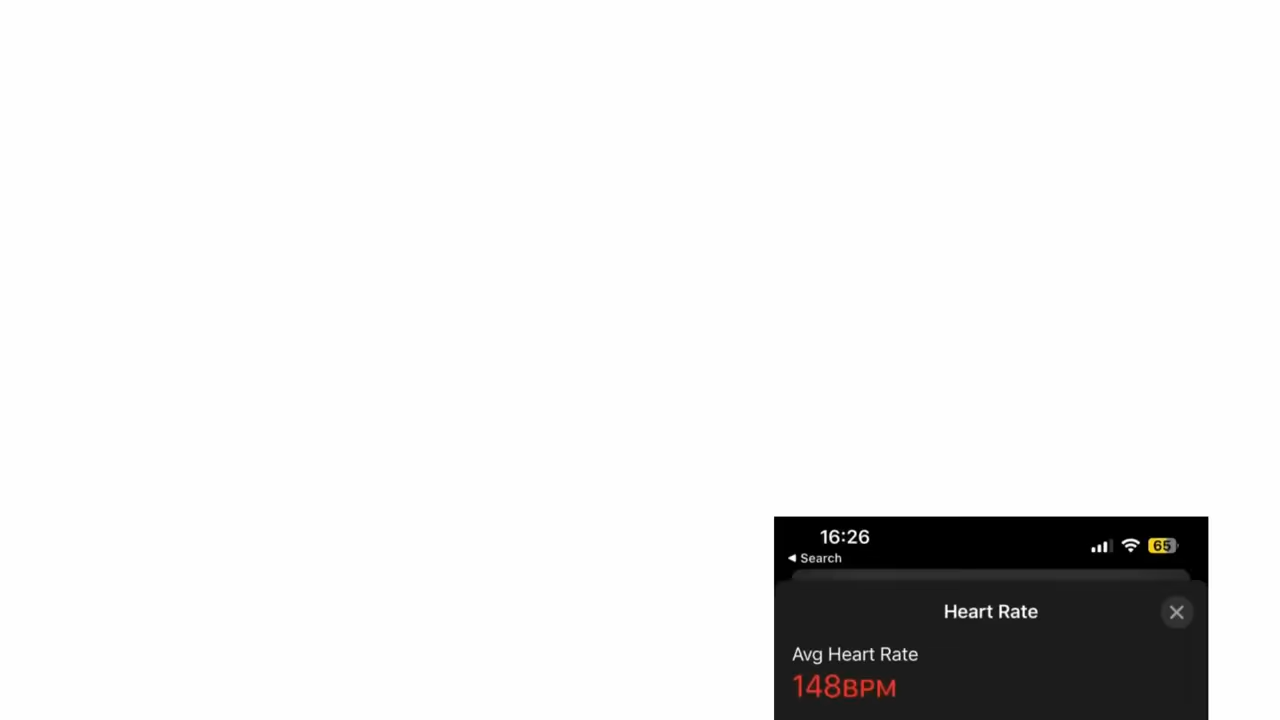 16:26
65
◀ Search
Heart Rate
Avg Heart Rate
148BPM